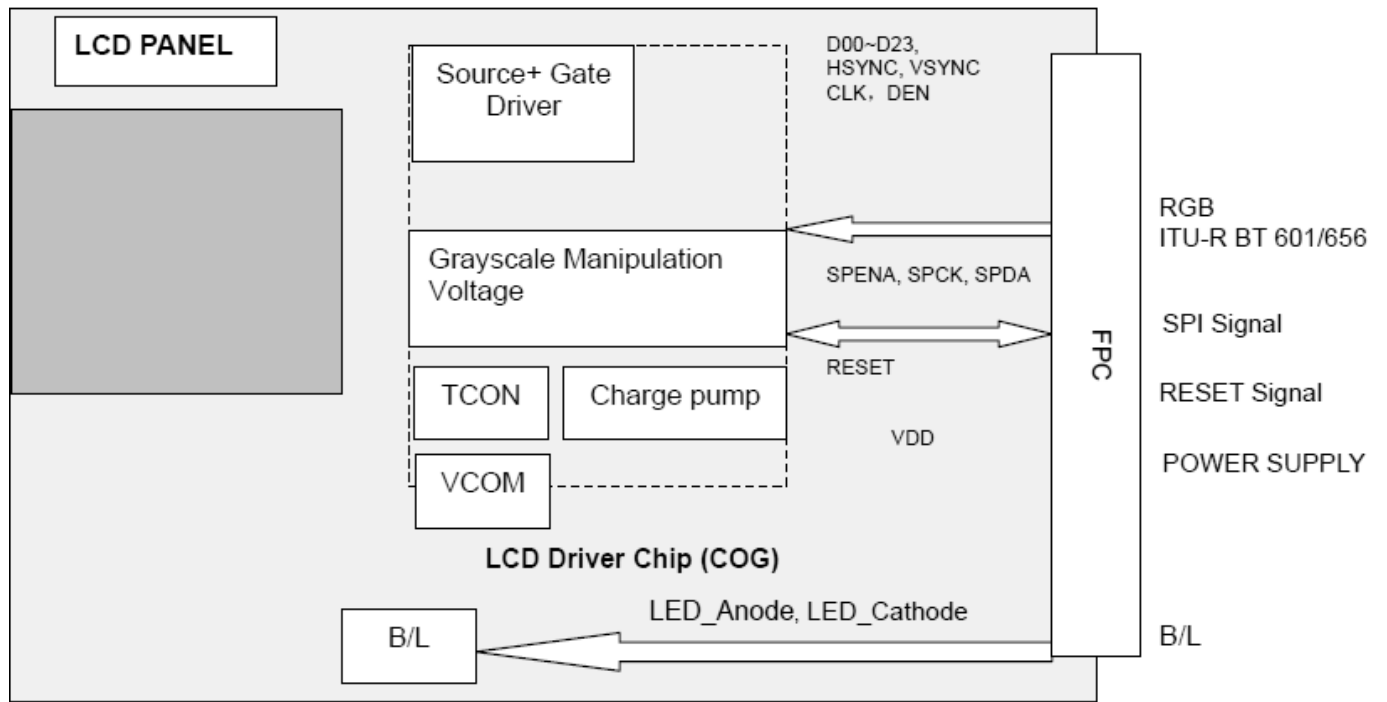 LCD PANEL
Source+ Gate
Driver
Grayscale Manipulation
Voltage
TCON
Charge pump
VCOM
LCD Driver Chip (COG)
B/L
D00~D23,
HSYNC, VSYNC
CLK，DEN
SPENA, SPCK, SPDA
RESET
VDD
LED_Anode, LED_Cathode
FPC
RGB
ITU-R BT 601/656
SPI Signal
RESET Signal
POWER SUPPLY
B/L